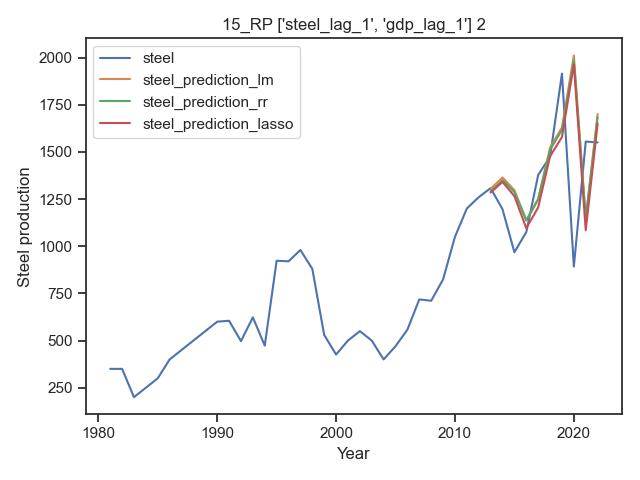 15_RP ['steel_lag_1', 'gdp_lag_1'] 2
steel
steel_prediction_lm
steel_prediction_rr
steel_prediction_lasso
Steel production
2000
1750
1500
1250
1000
750
500
250
1980
1990
2000
2010
2020
Year